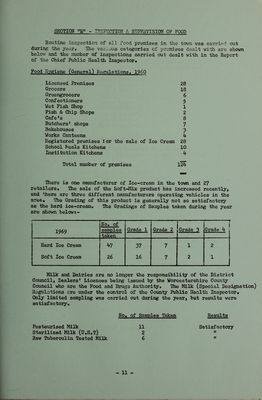 SECTION "E" - INSPECTION & SUPERVISION OF FOOD
Routine inspection of all food premises in the town was carried out
during the year. The various categories of premises dealt with are shown
below and the number of inspections carried out dealt with in the Report
of the Chief Public Health Inspector.
Food Hygiene (General) Regulations, 1960
Licensed Premises 28
Grocers 18
Greengrocers 6
Confectioners 5
Wet Fish Shop 1
Fish & Chip Shops 2
Cafe's 8
Butchers' shops 7
Bakehouses 3
Works Canteens 4
Registered premises for the sale of Ice Cream 28
School Meals Kitchens 10
Institution Kitchens
Total number of premises
There is one manufacturer of Ice-cream in the town and 27
retailers. The sale of the Loft-Mix product has increased recently,
and there are three different manufacturers operating vehicles in the
area. The Grading of this product is generally not so satisfactory
as the hard ice-cream. The Gradings of Samples taken during the year
are shown below:-
1969 No. of samples taken Grade 1 Grade 2 Grade 3 Grade 4
Hard Ice Cream 47 37 7 1 2
Soft Ice Cream 26 16 7 2 1
Milk and Dairies are no longer the responsibility of the District
Council, Dealers' Licences being issued by the Worcestershire County
Council who are the Food and Drugs Authority. The Milk (Special Designation)
Regulations are under the control of the County Public Health Inspector.
Only limited sampling was carried out during the year, but results were
satisfactory.
No. of Samples Taken Results
Pasteurised Milk 11 Satisfactory
Sterilised Milk (U.H.T) 2 "
Raw Tuberculin Tested Milk 6 "
- 11 -